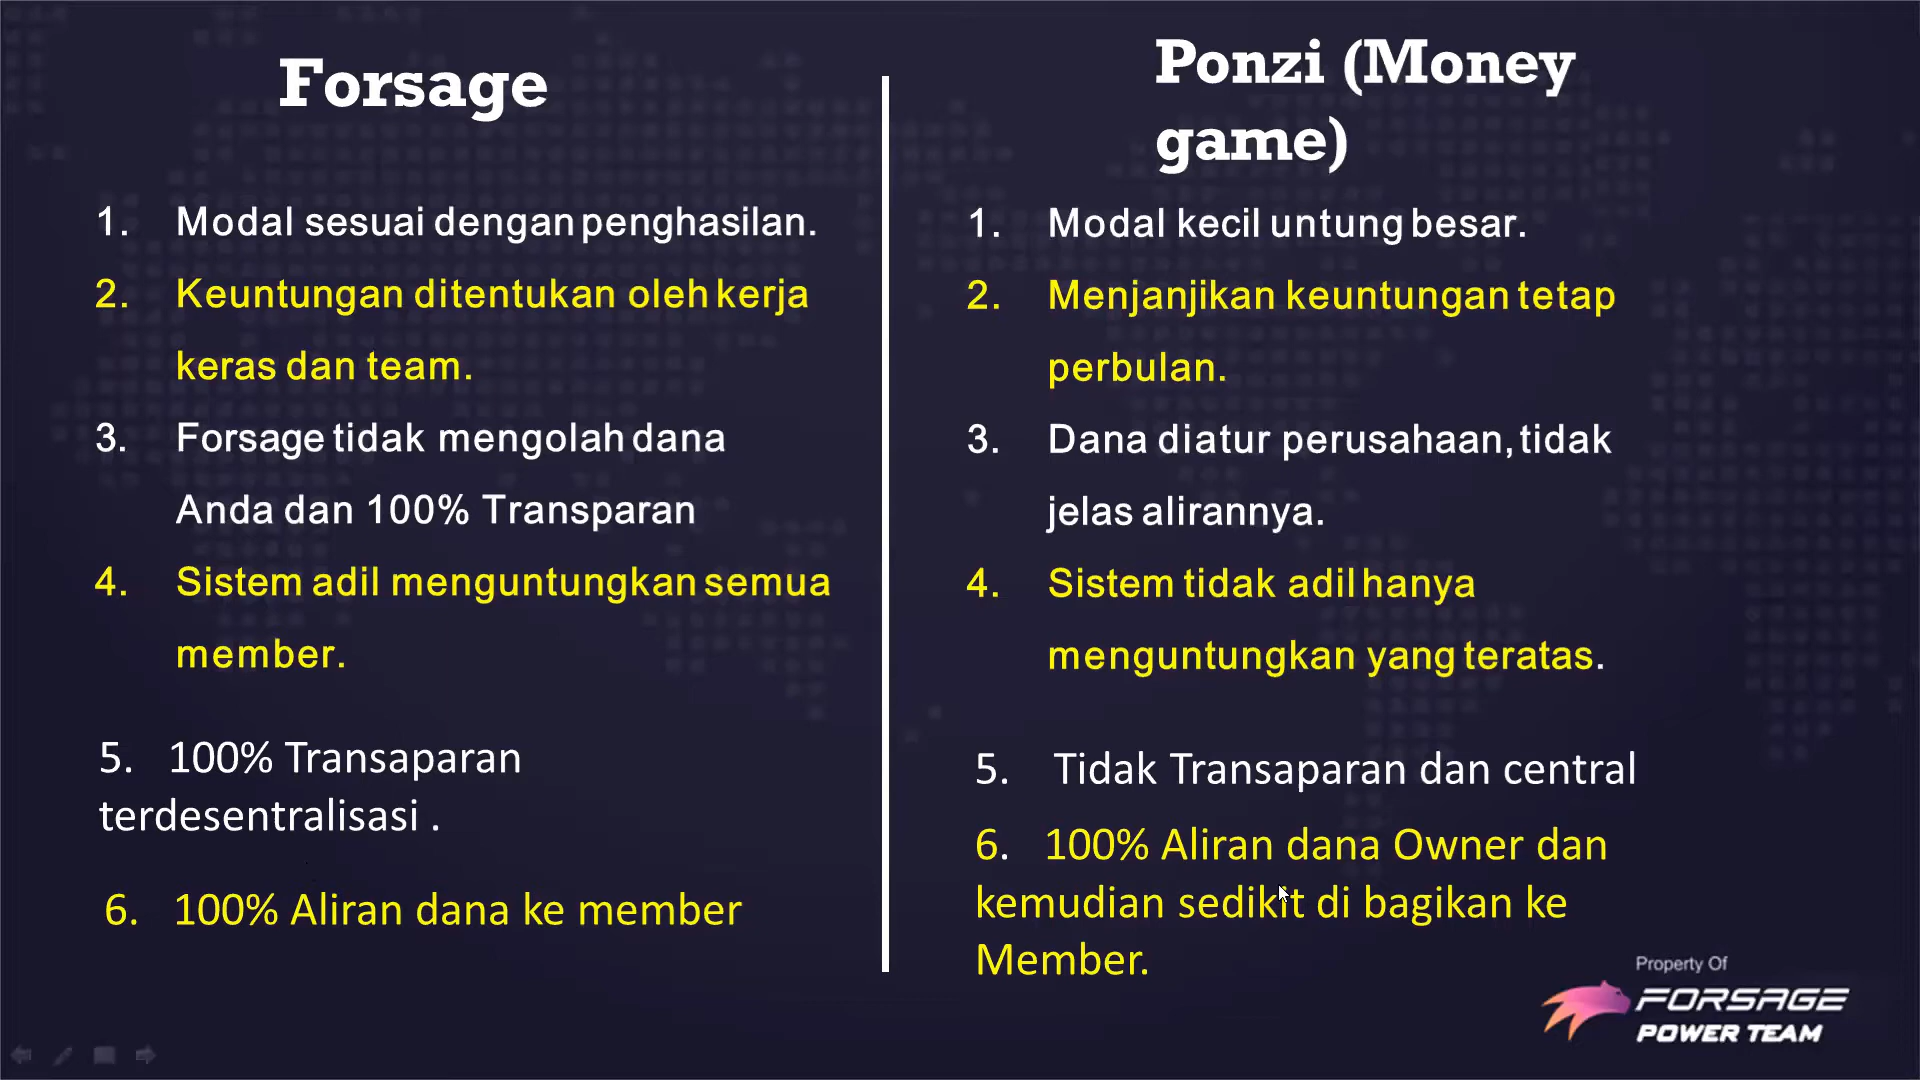 Forsage
1. Modal sesuai dengan penghasilan.
2. Keuntungan ditentukan oleh kerja
keras dan team.
3. Forsage tidak mengolah dana
Anda dan 100% Transparan
4. Sistem adil menguntungkan semua
member.
5. 100% Transaparan
terdesentralisasi .
6. 100% Aliran dana ke member
Ponzi (Money
game)
1. Modal kecil untung besar.
2. Menjanjikan keuntungan tetap
perbulan.
3. Dana diatur perusahaan, tidak
jelas alirannya.
4. Sistem tidak adil hanya
menguntungkan yang teratas.
5. Tidak Transaparan dan central
6. 100% Aliran dana Owner dan
kemudian sedikit di bagikan ke
Member.
Property Of
FORSAGE
POWER TEAM